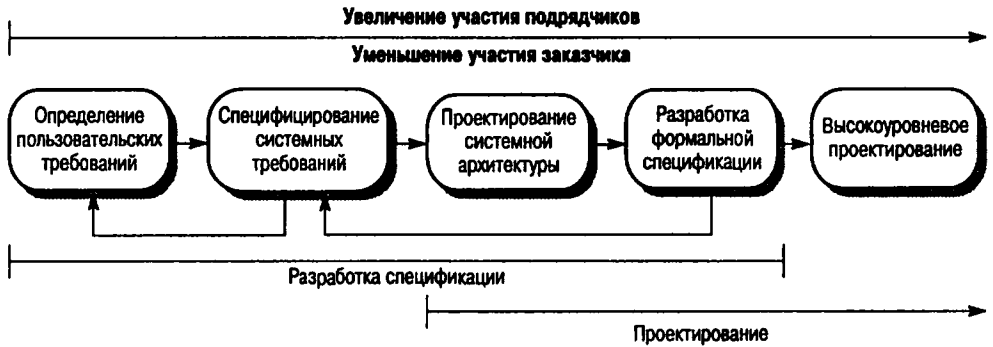 Увеличение участия подрядчиков
Уменьшение участия заказчика
Определение
пользовательских
требований
Специфицирование
системных
требований
Проектирование
системной
архитектуры
Разработка
формальной
спецификации
Высокоуровневое
проектирование
Разработка спецификации
Проектирование